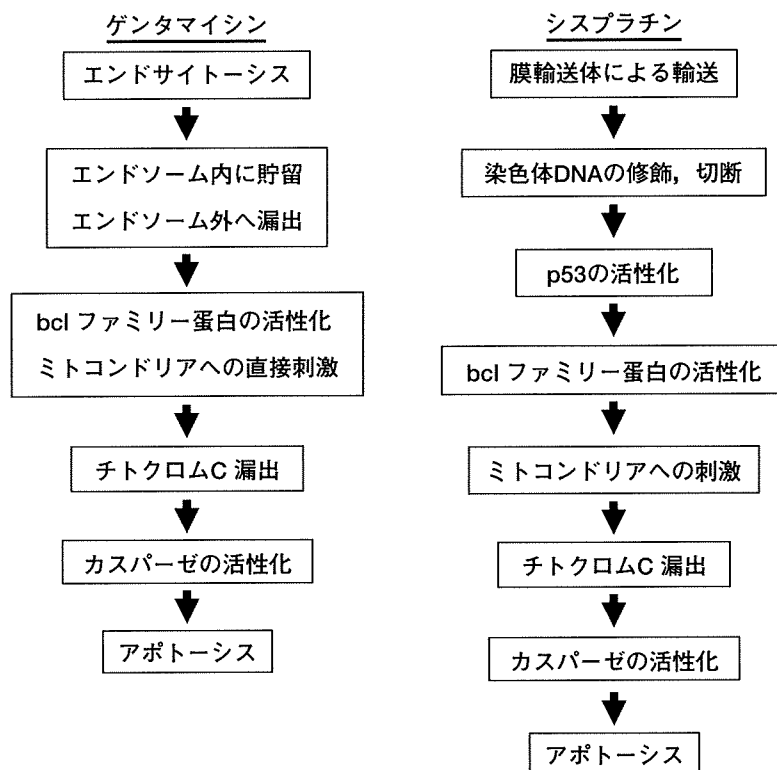 ゲンタマイシン
エンドサイトーシス
エンドソーム内に貯留
エンドソーム外へ漏出
bcl ファミリー蛋白の活性化
ミトコンドリアへの直接刺激
チトクロムC 漏出
カスパーゼの活性化
アポトーシス
シスプラチン
膜輸送体による輸送
染色体DNAの修飾，切断
p53の活性化
bcl ファミリー蛋白の活性化
ミトコンドリアへの刺激
チトクロムC 漏出
カスパーゼの活性化
アポトーシス